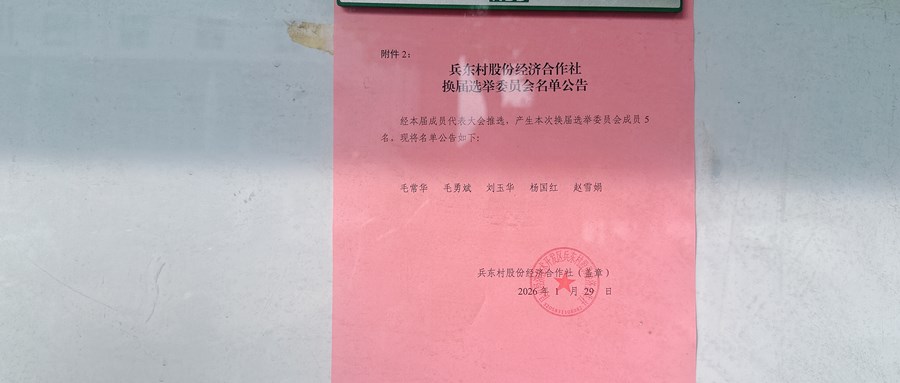 附件 2：
兵东村股份经济合作社
换届选举委员会名单公告
经本届成员代表大会推选，产生本次换届选举委员会成员 5
名。现将名单公告如下：
毛常华 毛勇斌 刘玉华 杨国红 赵雪娟
兵东村股份经济合作社（盖章）
2026 年 1 月 29 日